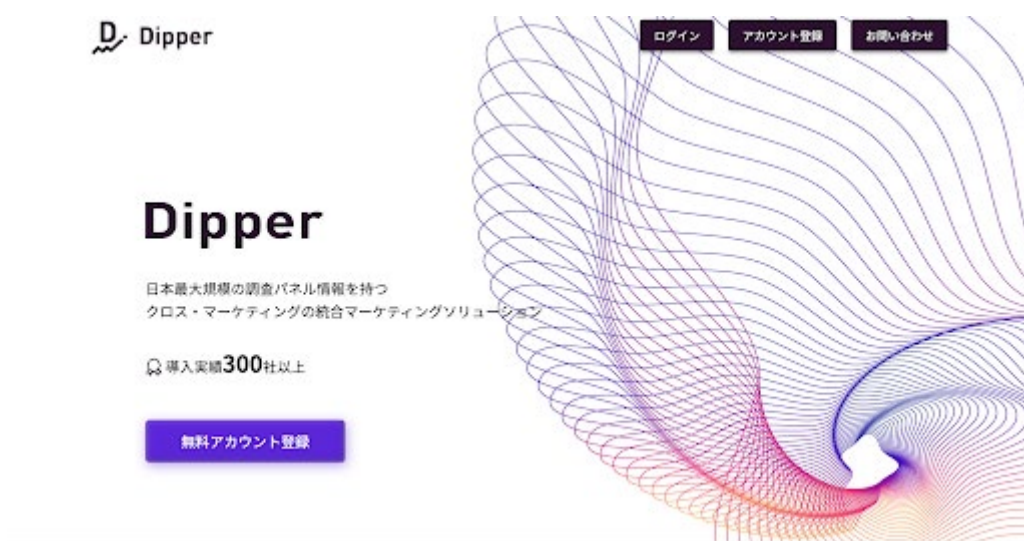 Dipper
ログイン
アカウント登録
お問い合わせ
Dipper
日本最大規模の調査パネル情報を持つ
クロス・マーケティングの統合マーケティングソリューション
導入実績300社以上
無料アカウント登録